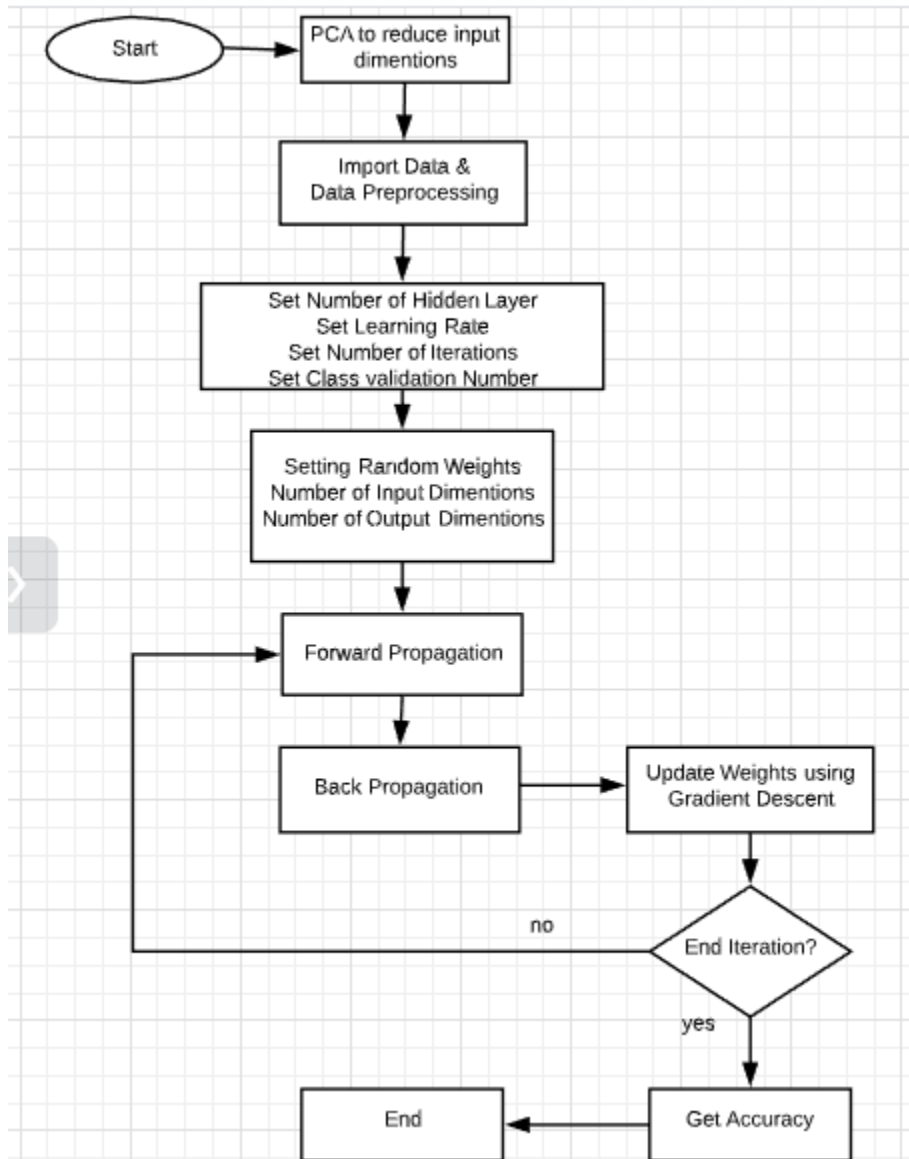 Start
PCA to reduce input
dimentions
Import Data &
Data Preprocessing
Set Number of Hidden Layer
Set Learning Rate
Set Number of Iterations
Set Class validation Number
Setting Random Weights
Number of Input Dimentions
Number of Output Dimentions
Forward Propagation
Back Propagation
Update Weights using
Gradient Descent
no
End Iteration?
yes
End
Get Accuracy